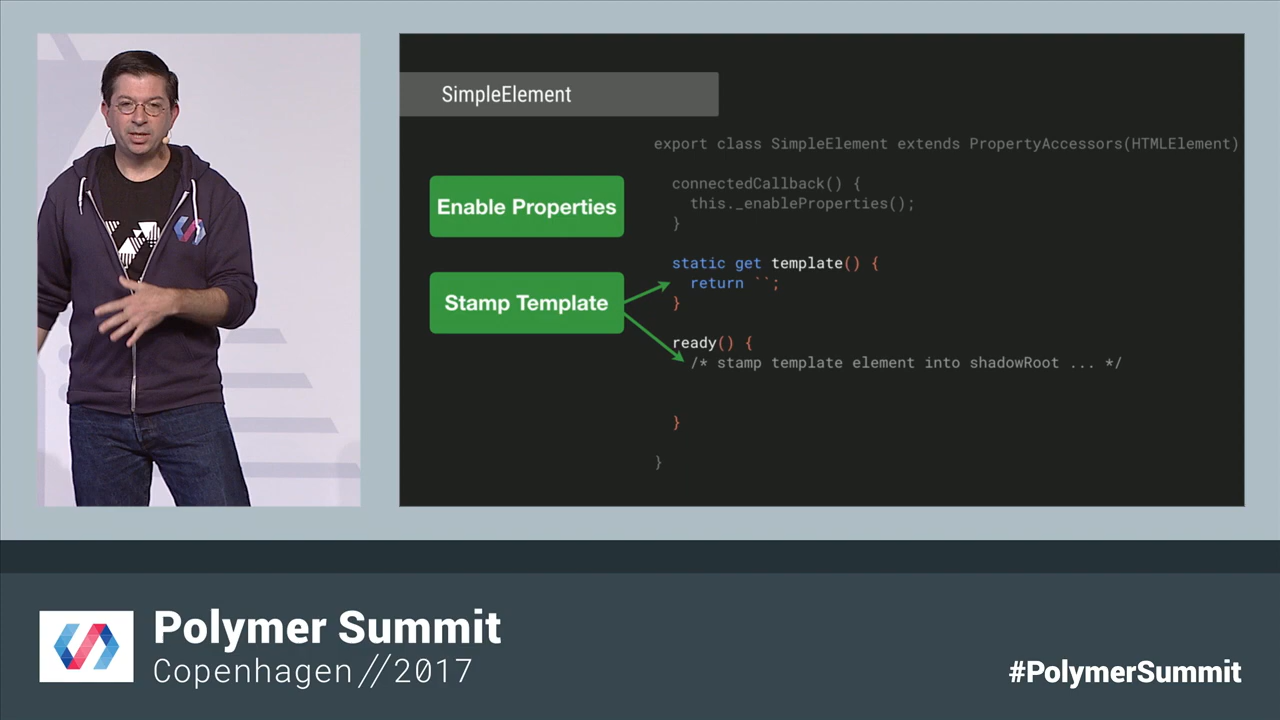 SimpleElement
Enable Properties
Stamp Template
export class SimpleElement extends PropertyAccessors(HTMLElement)
connectedCallback() {
this._enableProperties();
}
static get template() {
return ``;
}
ready() {
/* stamp template element into shadowRoot ... */
}
}
Polymer Summit
Copenhagen//2017
#PolymerSummit